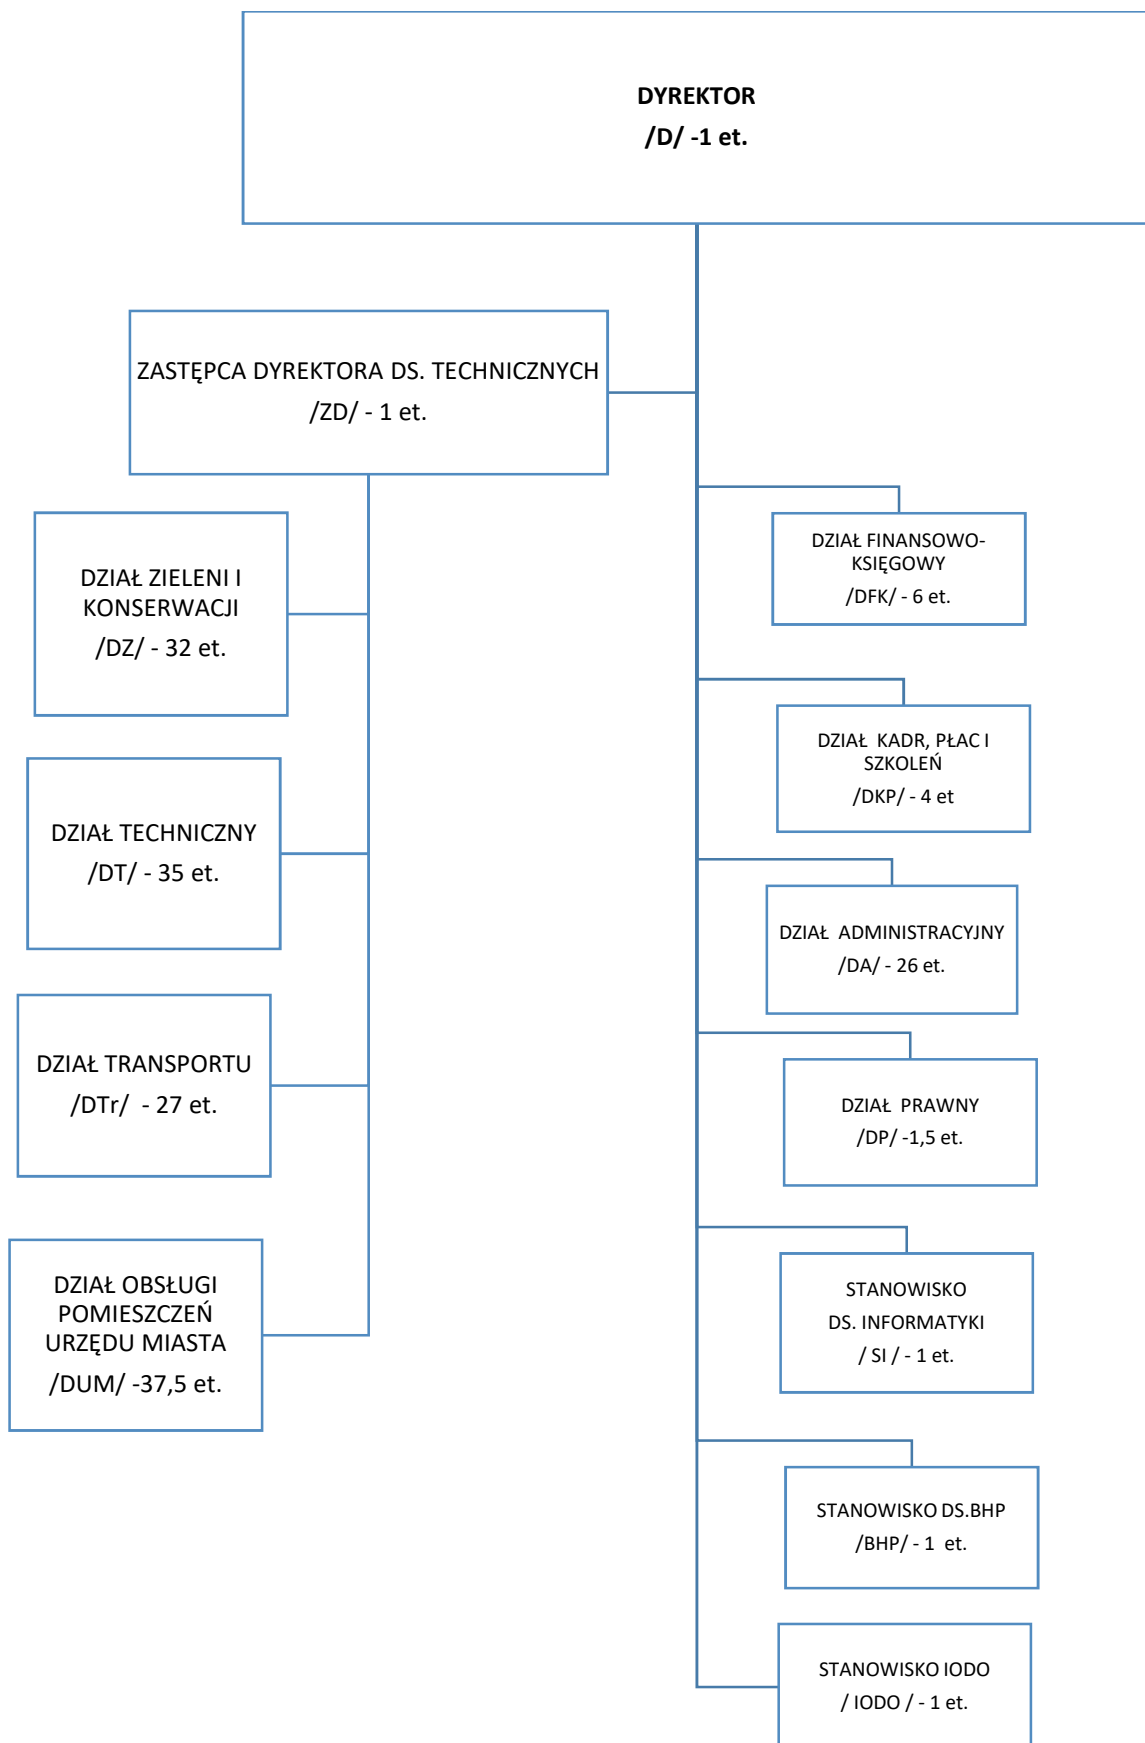 DYREKTOR
/D/ -1 et.
ZASTĘPCA DYREKTORA DS. TECHNICZNYCH
/ZD/ - 1 et.
DZIAŁ ZIELENI I
KONSERWACJI
/DZ/ - 32 et.
DZIAŁ TECHNICZNY
/DT/ - 35 et.
DZIAŁ TRANSPORTU
/DTr/ - 27 et.
DZIAŁ OBSŁUGI
POMIESZCZEŃ
URZĘDU MIASTA
/DUM/ -37,5 et.
DZIAŁ FINANSOWO-
KSIĘGOWY
/DFK/ - 6 et.
DZIAŁ KADR, PŁAC I
SZKOLEŃ
/DKP/ - 4 et
DZIAŁ ADMINISTRACYJNY
/DA/ - 26 et.
DZIAŁ PRAWNY
/DP/ -1,5 et.
STANOWISKO
DS. INFORMATYKI
/ SI / - 1 et.
STANOWISKO DS.BHP
/BHP/ - 1 et.
STANOWISKO IODO
/ IODO / - 1 et.